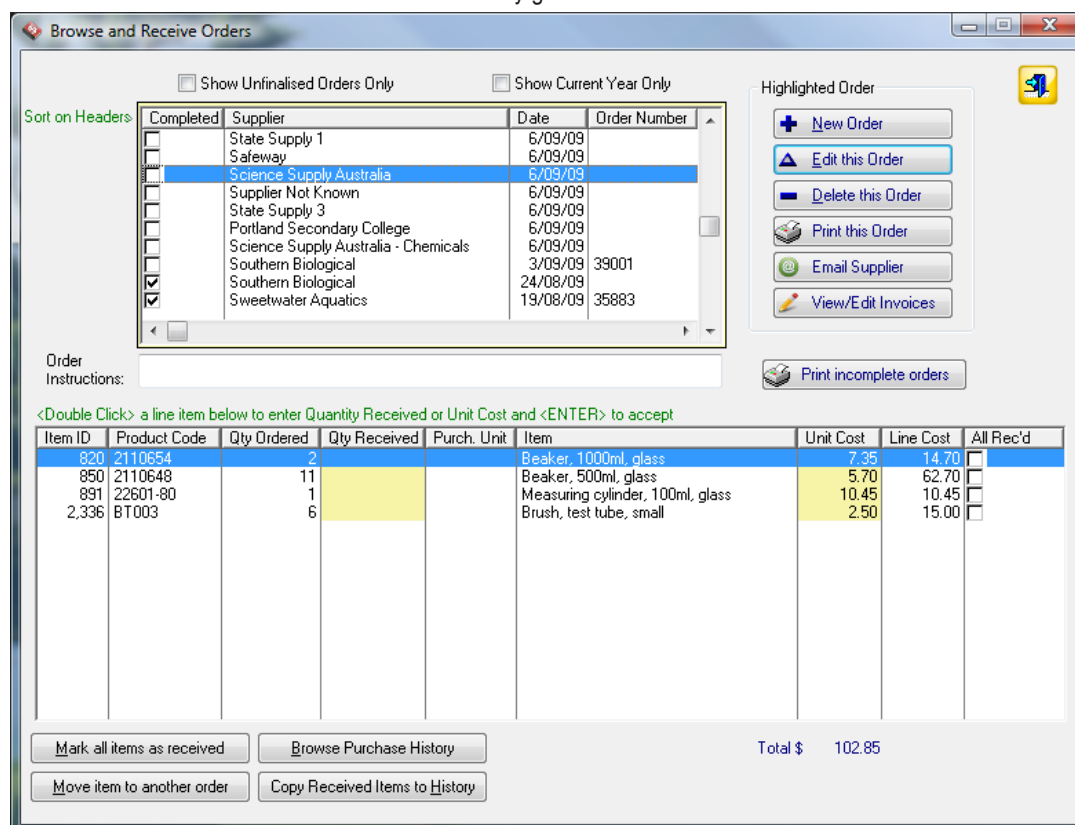 Browse and Receive Orders
Show Unfinalised Orders Only Show Current Year Only Highlighted Order
Sort on Headers Completed Supplier Date Order Number
State Supply 1 6/09/09
Safeway 6/09/09
Science Supply Australia 6/09/09
Supplier Not Known 6/09/09
State Supply 3 6/09/09
Portland Secondary College 6/09/09
Science Supply Australia - Chemicals 6/09/09
Southern Biological 3/09/09 39001
Southern Biological 24/08/09
Sweetwater Aquatics 19/08/09 35883
New Order
Edit this Order
Delete this Order
Print this Order
Email Supplier
View/Edit Invoices
Order
Instructions:
Print incomplete orders
<Double Click> a line item below to enter Quantity Received or Unit Cost and <ENTER> to accept
Item ID Product Code Qty Ordered Qty Received Purch. Unit Item Unit Cost Line Cost All Rec'd
820 2110654 2 Beaker, 1000ml, glass 7.35 14.70
850 2110648 11 Beaker, 500ml, glass 5.70 62.70
891 22601-80 1 Measuring cylinder, 100ml, glass 10.45 10.45
2,336 BT003 6 Brush, test tube, small 2.50 15.00
Mark all items as received Browse Purchase History Total $ 102.85
Move item to another order Copy Received Items to History